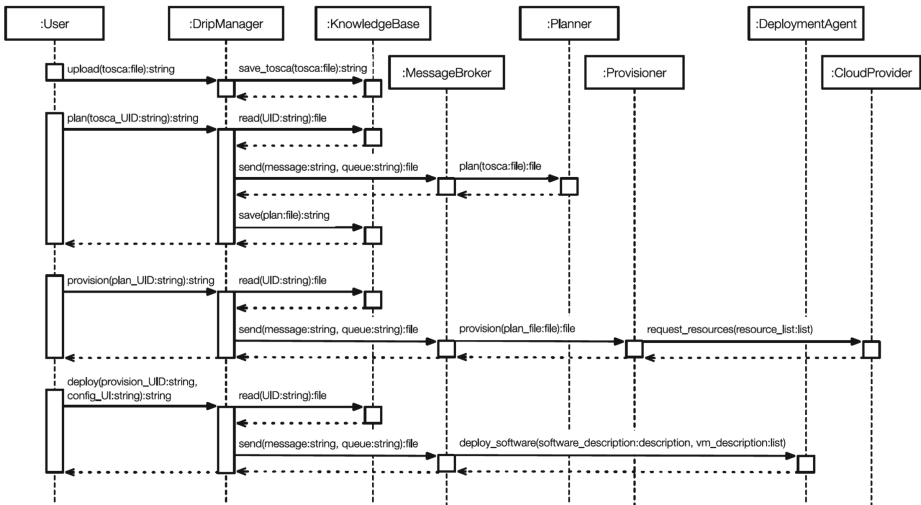 :User
:DripManager
:KnowledgeBase
:Planner
:DeploymentAgent
:MessageBroker
:Provisioner
:CloudProvider
upload(tosca:file):string
save_tosca(tosca:file):string
plan(tosca_UID:string):string
read(UID:string):file
send(message:string, queue:string):file
plan(tosca:file):file
save(plan:file):string
provision(plan_UID:string):string
read(UID:string):file
send(message:string, queue:string):file
provision(plan_file:file):file
request_resources(resource_list:list)
deploy(provision_UID:string,
config_UI:string):string
read(UID:string):file
send(message:string, queue:string):file
deploy_software(software_description:description, vm_description:list)